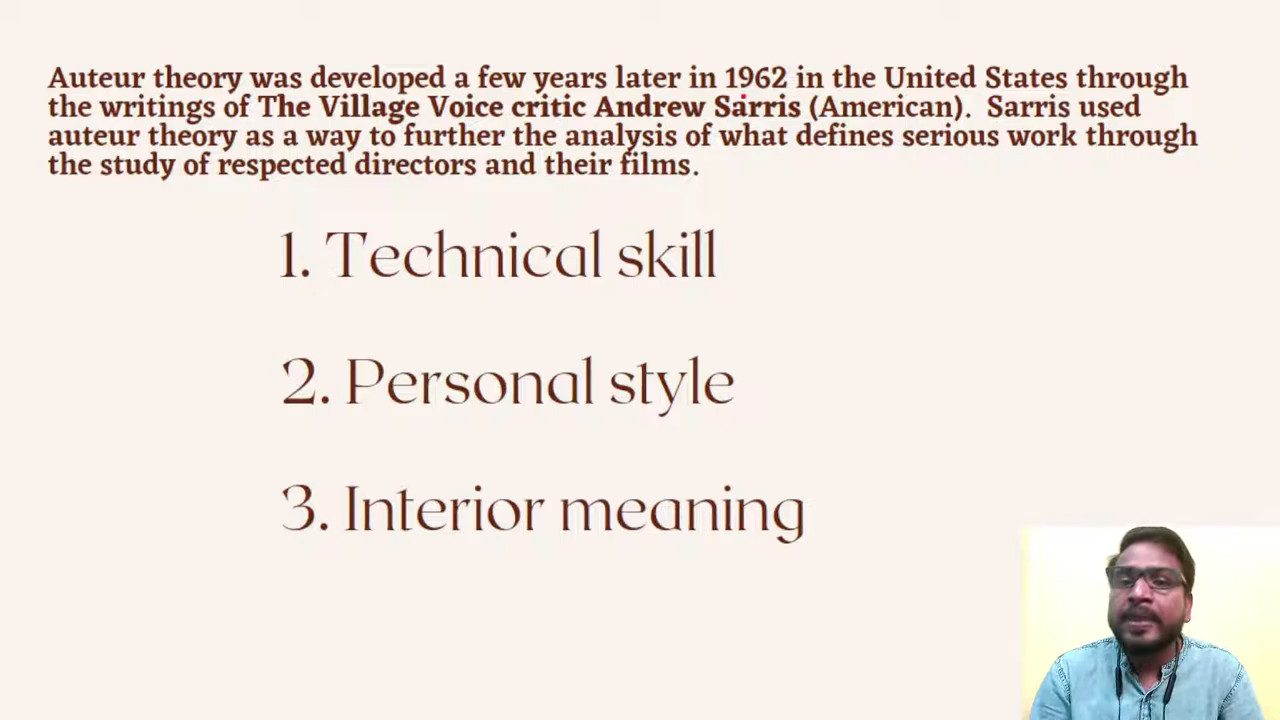 Auteur theory was developed a few years later in 1962 in the United States through
the writings of The Village Voice critic Andrew Sarris (American).  Sarris used
auteur theory as a way to further the analysis of what defines serious work through
the study of respected directors and their films.
1. Technical skill
2. Personal style
3. Interior meaning